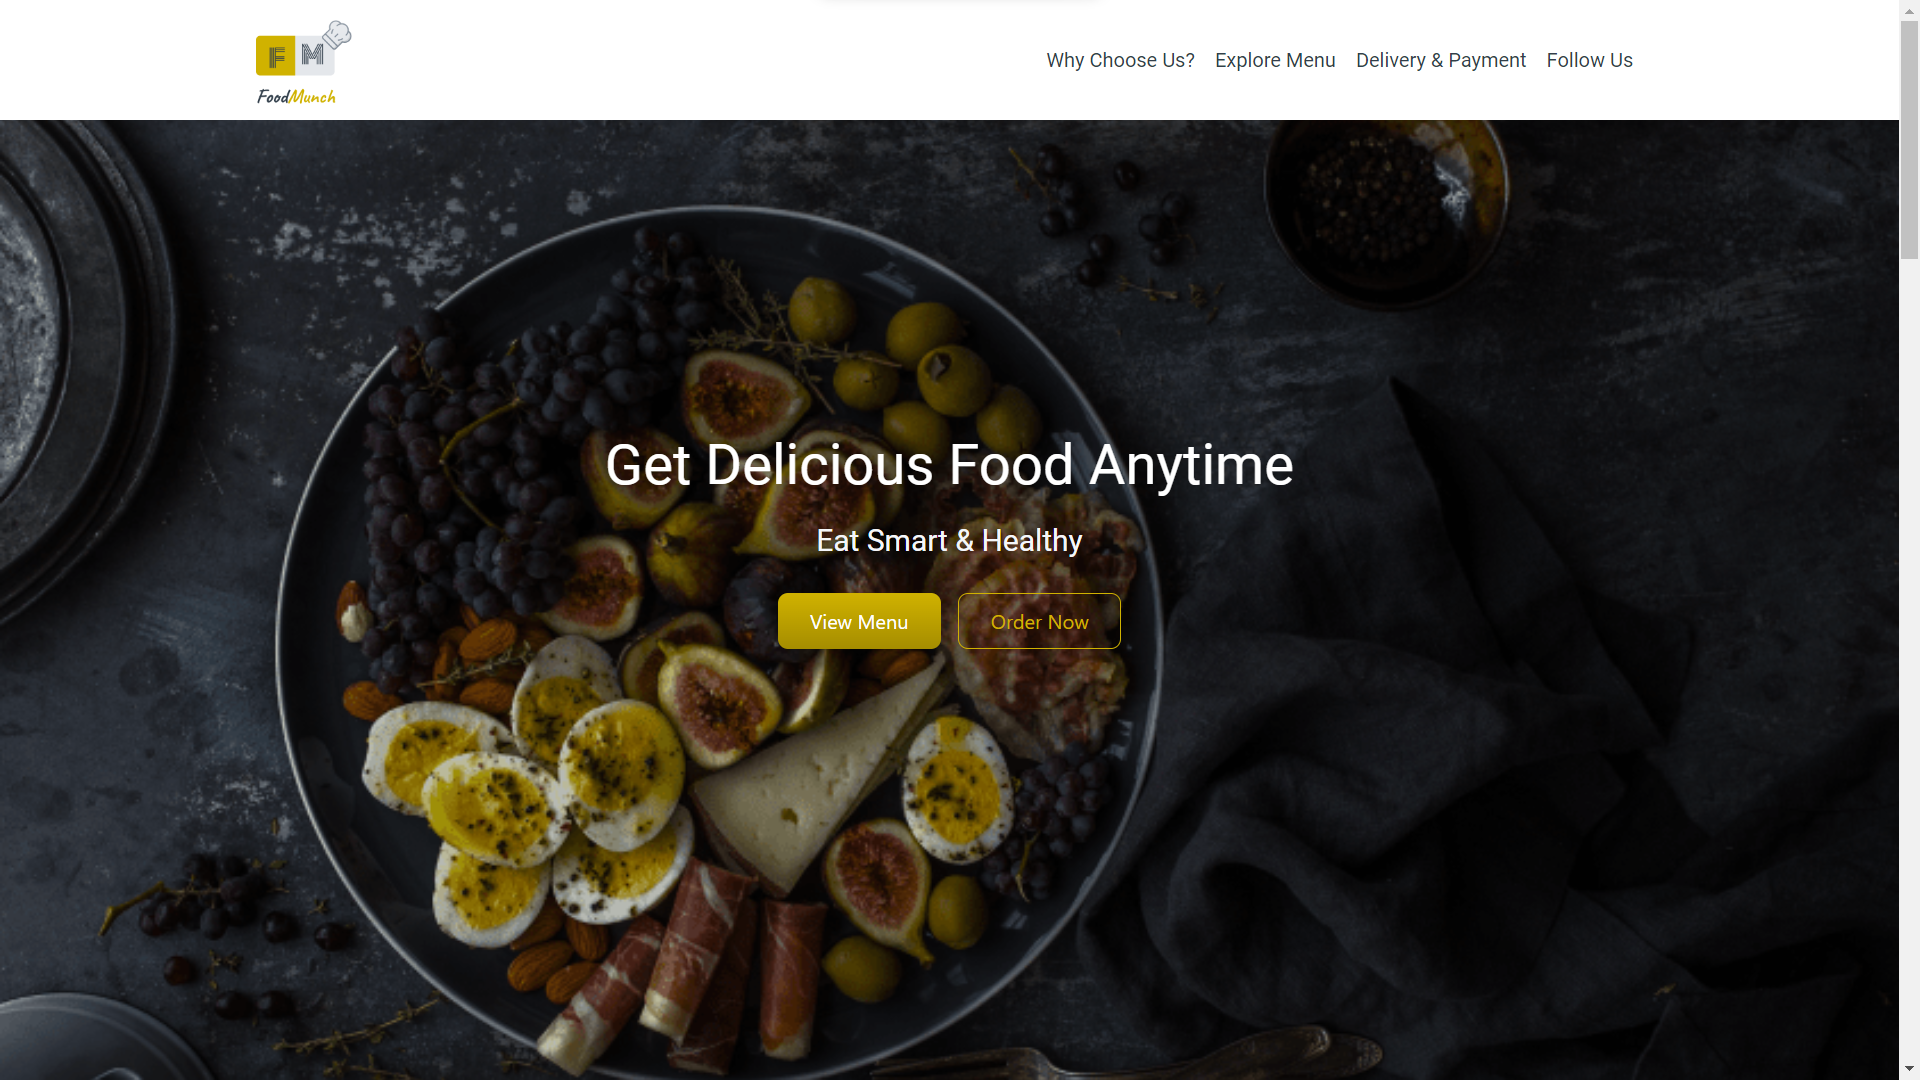 FM
FoodMunch
Why Choose Us? Explore Menu Delivery & Payment Follow Us
Get Delicious Food Anytime
Eat Smart & Healthy
View Menu Order Now